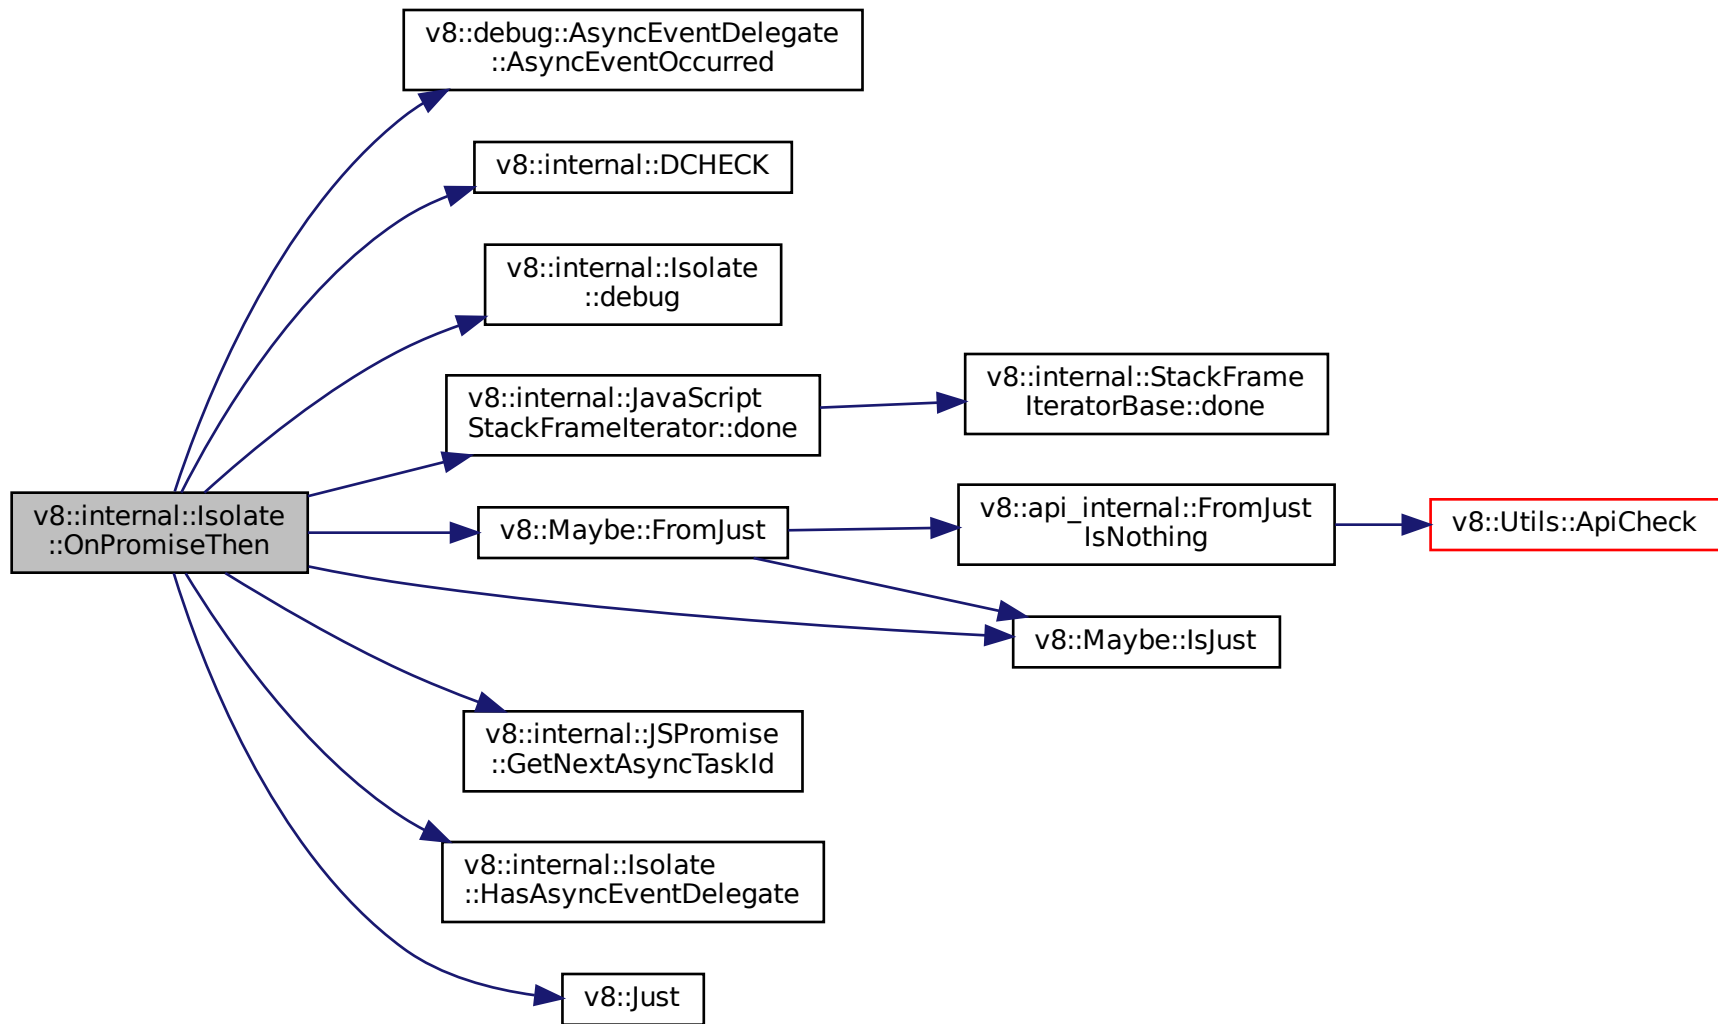 v8::debug::AsyncEventDelegate
::AsyncEventOccurred
v8::internal::DCHECK
v8::internal::Isolate
::debug
v8::internal::JavaScript
StackFrameIterator::done
v8::internal::StackFrame
IteratorBase::done
v8::internal::Isolate
::OnPromiseThen
v8::Maybe::FromJust
v8::api_internal::FromJust
IsNothing
v8::Utils::ApiCheck
v8::Maybe::IsJust
v8::internal::JSPromise
::GetNextAsyncTaskId
v8::internal::Isolate
::HasAsyncEventDelegate
v8::Just